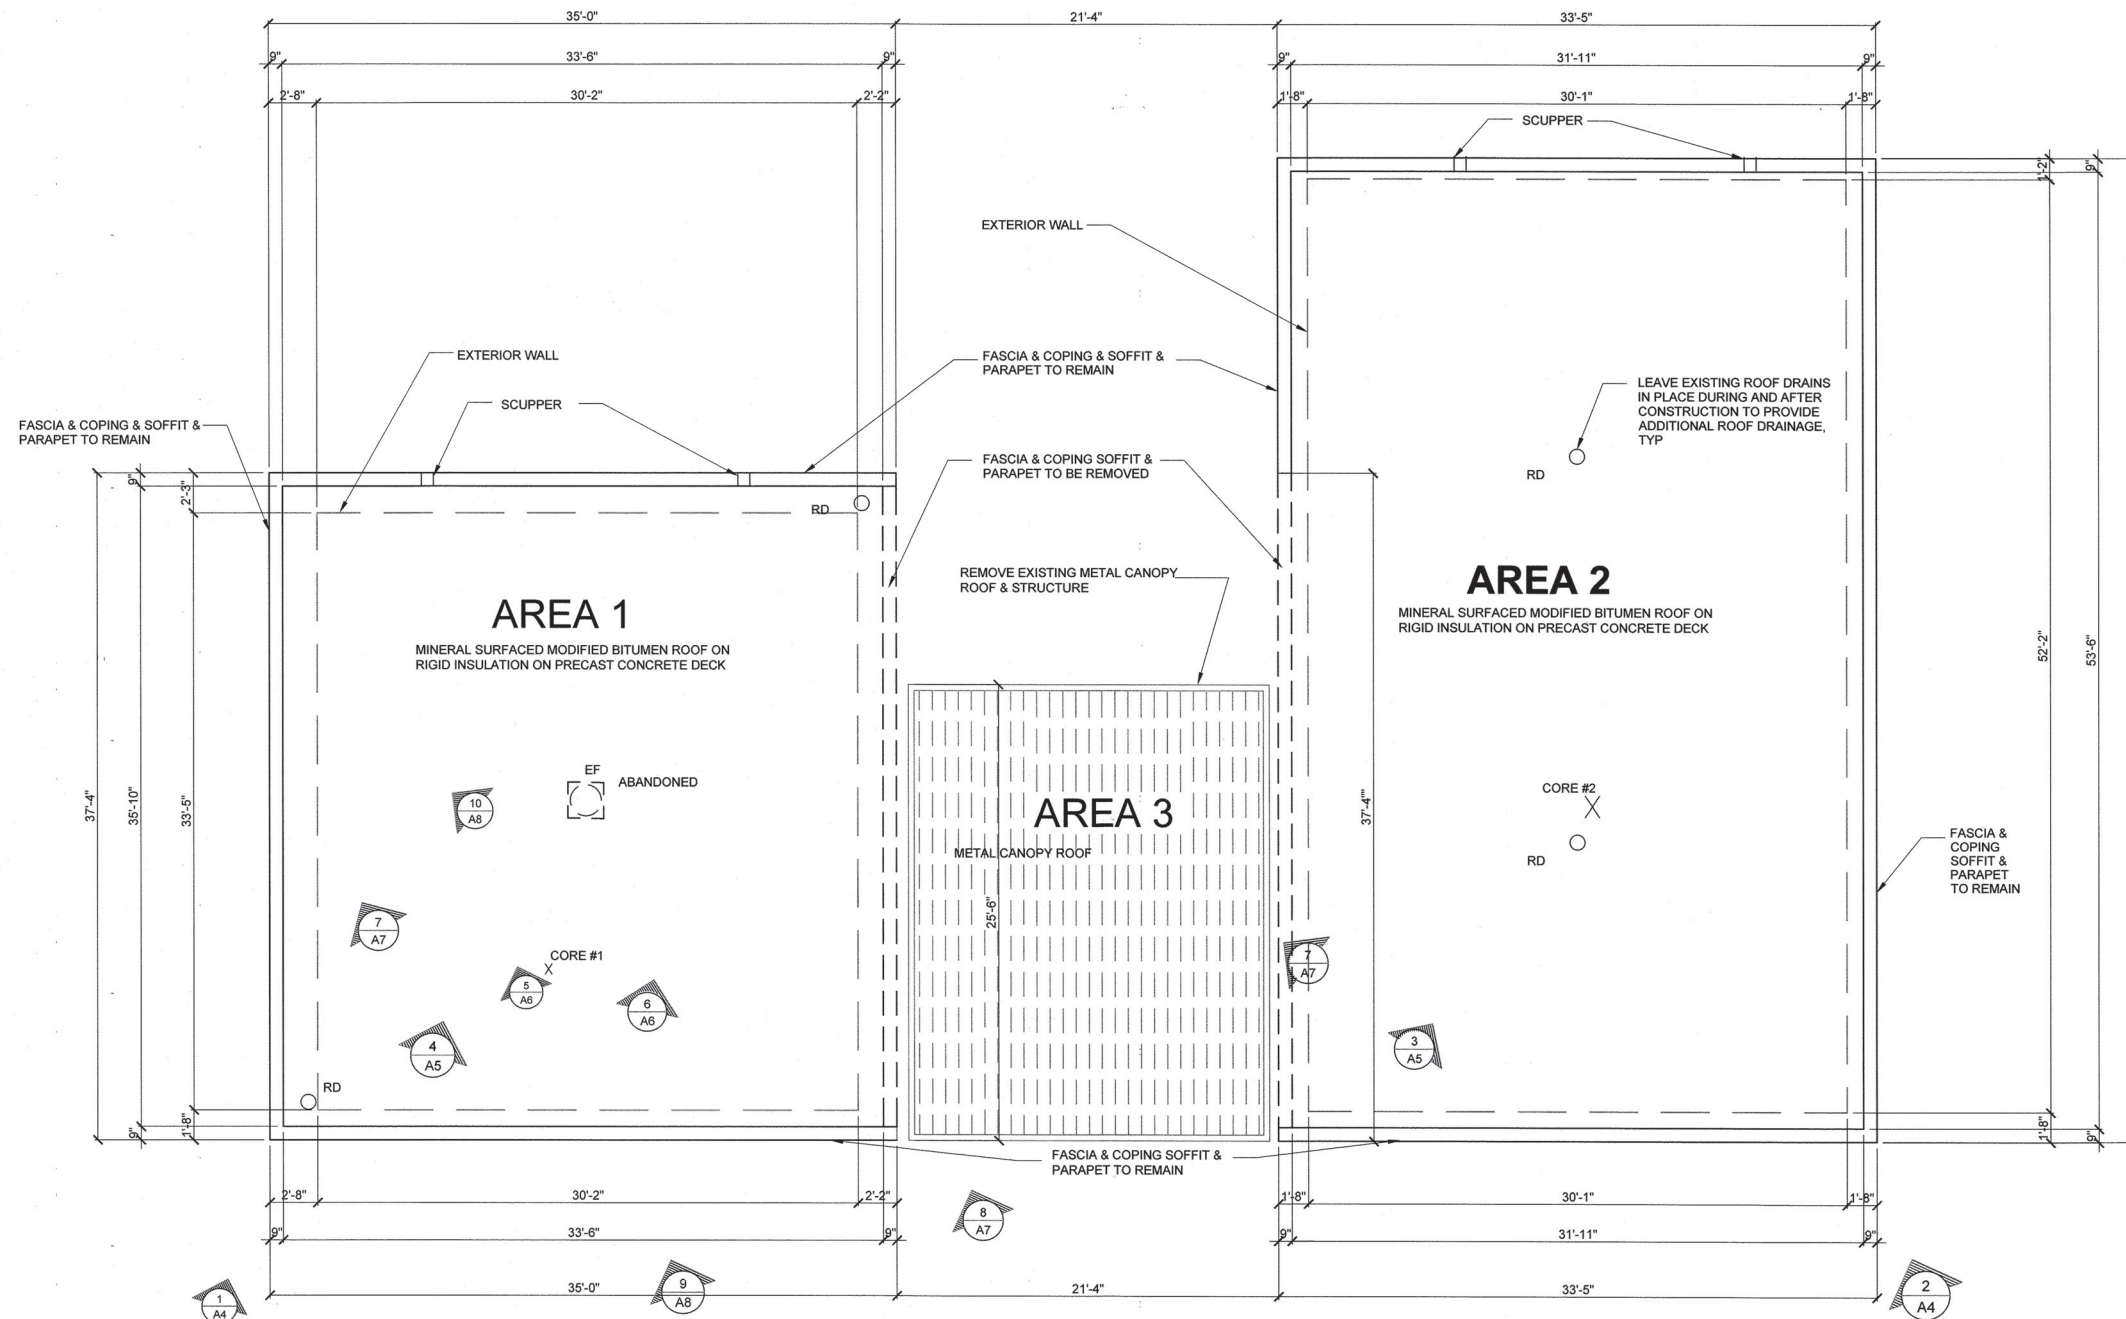 35'-0"
21'-4"
33'-5"
9"
33'-6"
9"
9"
31'-11"
9"
2'-8"
30'-2"
2'-2"
1'-8"
30'-1"
1'-8"
SCUPPER
1'-2"
9"
EXTERIOR WALL
EXTERIOR WALL
FASCIA & COPING & SOFFIT &
PARAPET TO REMAIN
LEAVE EXISTING ROOF DRAINS
IN PLACE DURING AND AFTER
CONSTRUCTION TO PROVIDE
ADDITIONAL ROOF DRAINAGE,
TYP
SCUPPER
FASCIA & COPING & SOFFIT &
PARAPET TO REMAIN
FASCIA & COPING SOFFIT &
PARAPET TO BE REMOVED
RD
9"
2'-3"
RD
REMOVE EXISTING METAL CANOPY
ROOF & STRUCTURE
AREA 1
MINERAL SURFACED MODIFIED BITUMEN ROOF ON
RIGID INSULATION ON PRECAST CONCRETE DECK
AREA 2
MINERAL SURFACED MODIFIED BITUMEN ROOF ON
RIGID INSULATION ON PRECAST CONCRETE DECK
52'-2"
53'-6"
EF
ABANDONED
10
A8
AREA 3
METAL CANOPY ROOF
CORE #2
RD
37'-4"
35'-10"
33'-5"
37'-4""
25'-6"
FASCIA &
COPING
SOFFIT &
PARAPET
TO REMAIN
7
A7
CORE #1
5
A6
6
A6
7
A7
4
A5
3
A5
RD
9"
1'-8"
1'-8"
9"
FASCIA & COPING SOFFIT &
PARAPET TO REMAIN
2'-8"
30'-2"
2'-2"
1'-8"
30'-1"
1'-8"
8
A7
9"
33'-6"
9"
9"
31'-11"
9"
35'-0"
21'-4"
33'-5"
1
A4
9
A8
2
A4